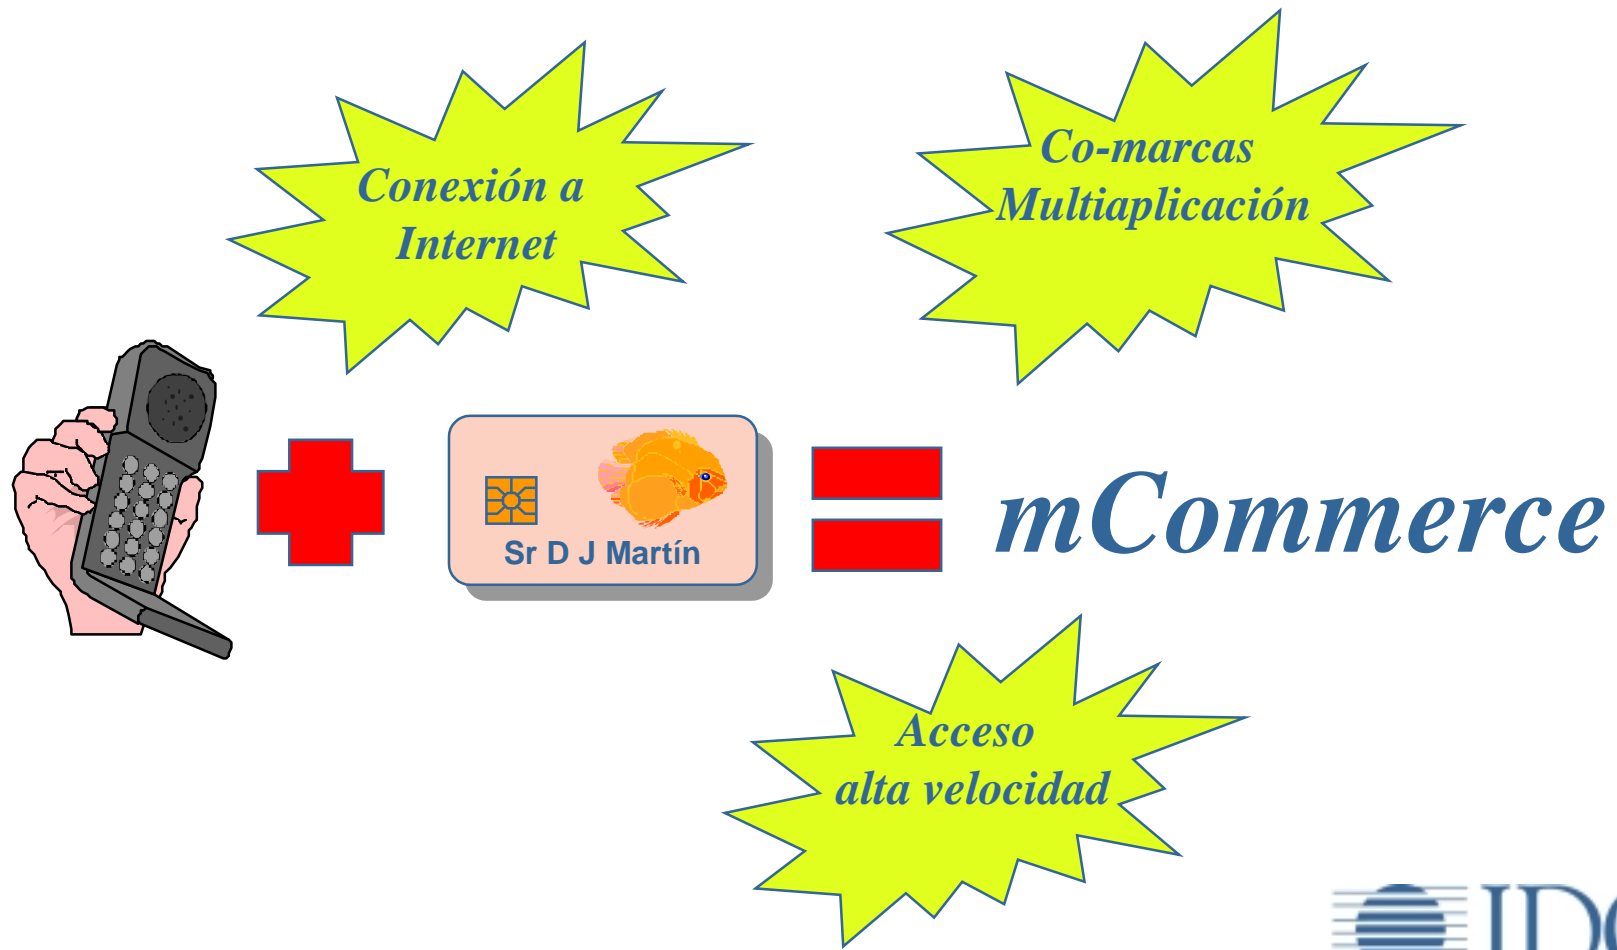 Conexión a
Internet
Co-marcas
Multiaplicación
Sr D J Martín
mCommerce
Acceso
alta velocidad